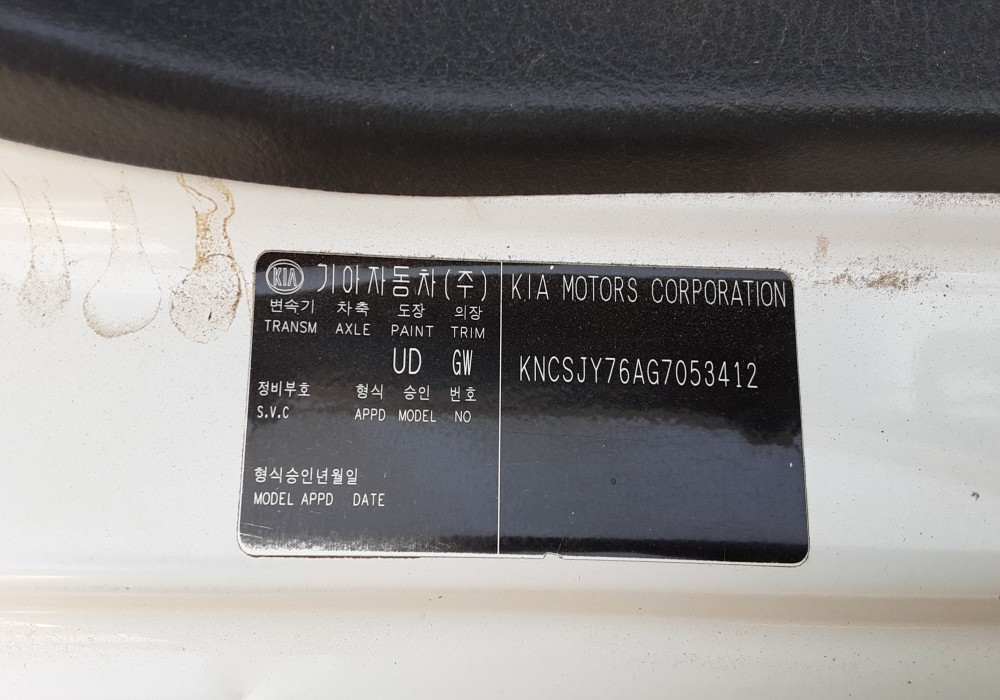 KIA 기아자동차(주)
변속기 차축 도장 의장
TRANSM AXLE PAINT TRIM
UD GW
정비부호 형식 승인 번호
S.V.C APPD MODEL NO
형식승인년월일
MODEL APPD DATE
KIA MOTORS CORPORATION
KNCSJY76AG7053412